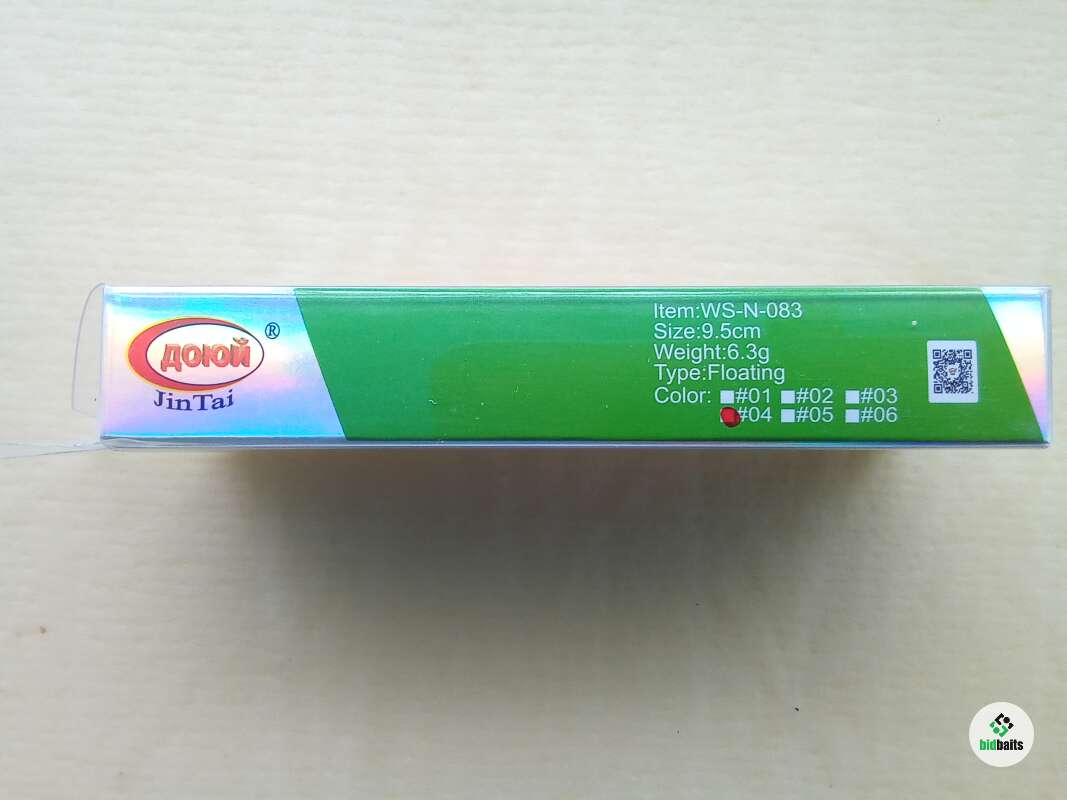 ДОЮЙ ®
JinTai
Item:WS-N-083
Size:9.5cm
Weight:6.3g
Type:Floating
Color: #01 #02 #03
#04 #05 #06
bidbaits